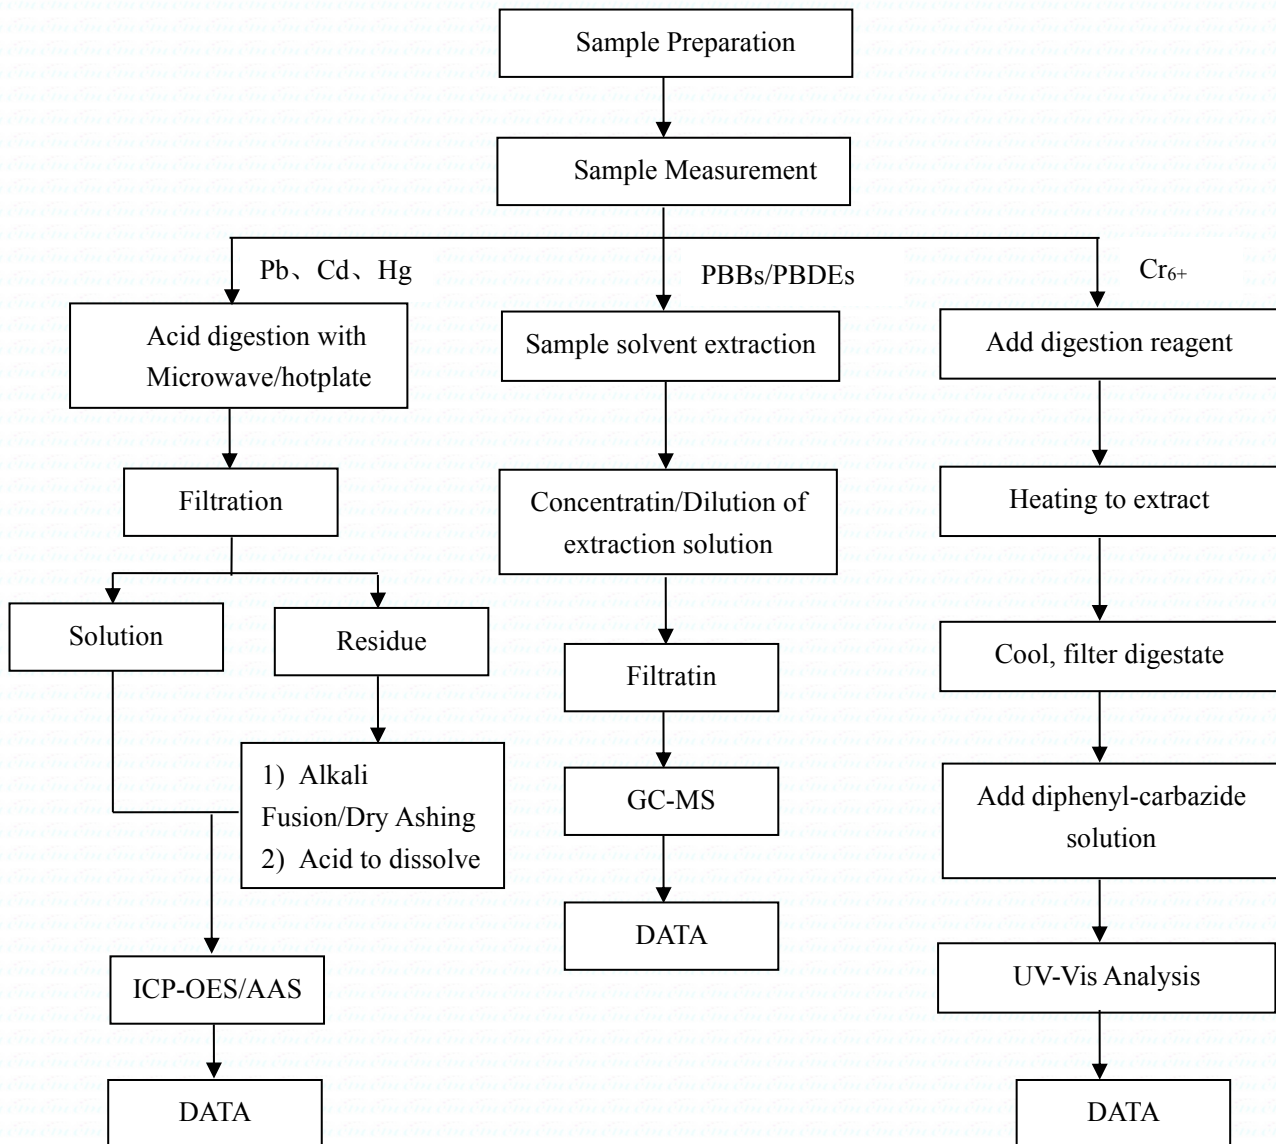 Sample Preparation
Sample Measurement
Pb、Cd、Hg
PBBs/PBDEs
Cr6+
Acid digestion with
Microwave/hotplate
Sample solvent extraction
Add digestion reagent
Filtration
Concentratin/Dilution of
extraction solution
Heating to extract
Solution
Residue
Filtratin
Cool, filter digestate
1) Alkali
Fusion/Dry Ashing
2) Acid to dissolve
GC-MS
Add diphenyl-carbazide
solution
DATA
ICP-OES/AAS
UV-Vis Analysis
DATA
DATA